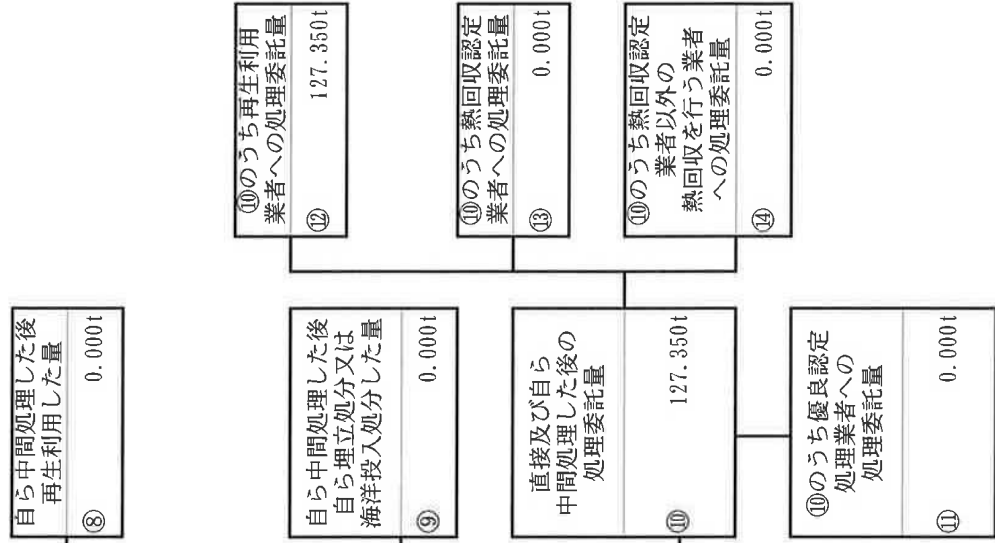 自ら中間処理した後
再生利用した量
⑧ 0.000t
自ら中間処理した後
自ら埋立処分又は
海洋投入処分した量
⑨ 0.000t
直接及び自ら
中間処理した後の
処理委託量
⑩ 127.350t
⑩のうち優良認定
処理業者への
処理委託量
⑪ 0.000t
⑩のうち再生利用
業者への処理委託量
⑫ 127.350t
⑩のうち熱回収認定
業者への処理委託量
⑬ 0.000t
⑩のうち熱回収認定
業者以外の
熱回収を行う業者
への処理委託量
⑭ 0.000t